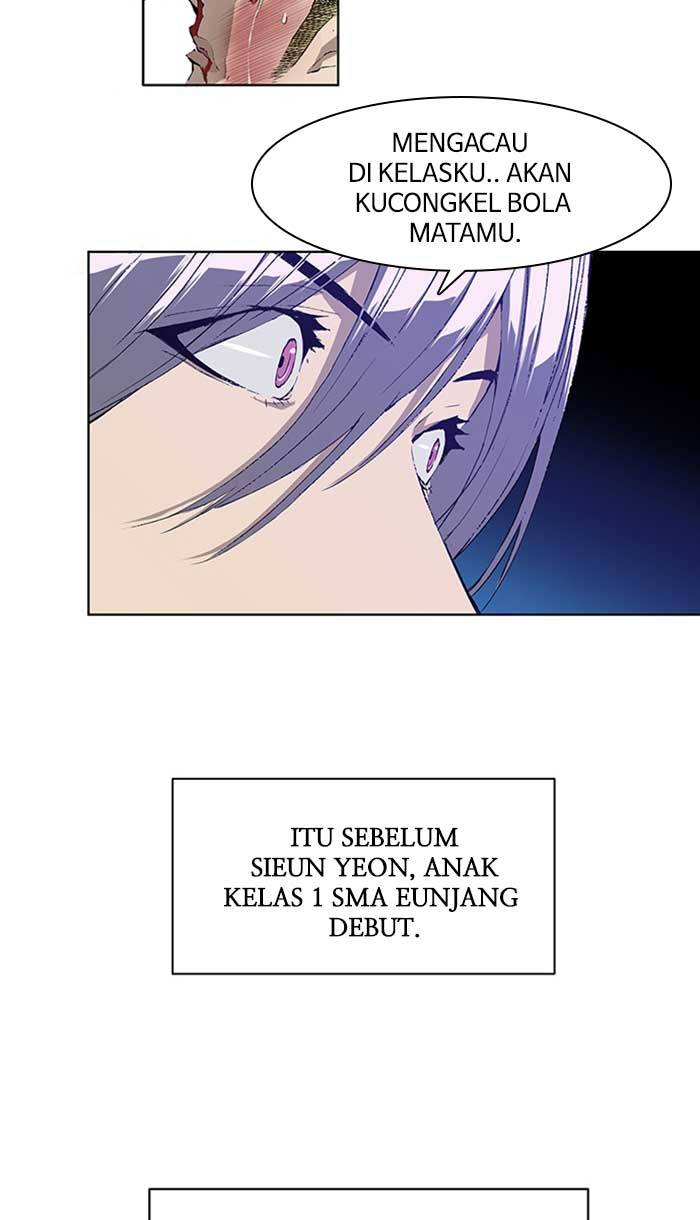 MENGACAU
DI KELASKU.. AKAN
KUCONGKEL BOLA
MATAMU.
ITU SEBELUM
SIEUN YEON, ANAK
KELAS 1 SMA EUNJANG
DEBUT.